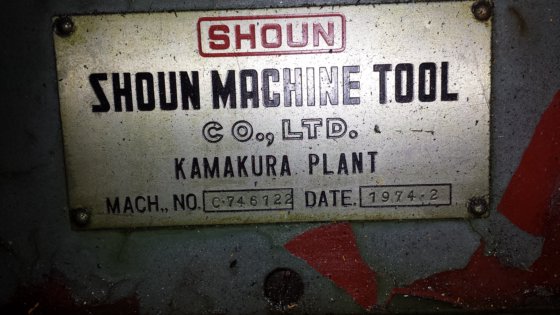 SHOUN
SHOUN MACHINE TOOL
CO., LTD.
KAMAKURA PLANT
MACH., NO. C-746122 DATE. 1974-2